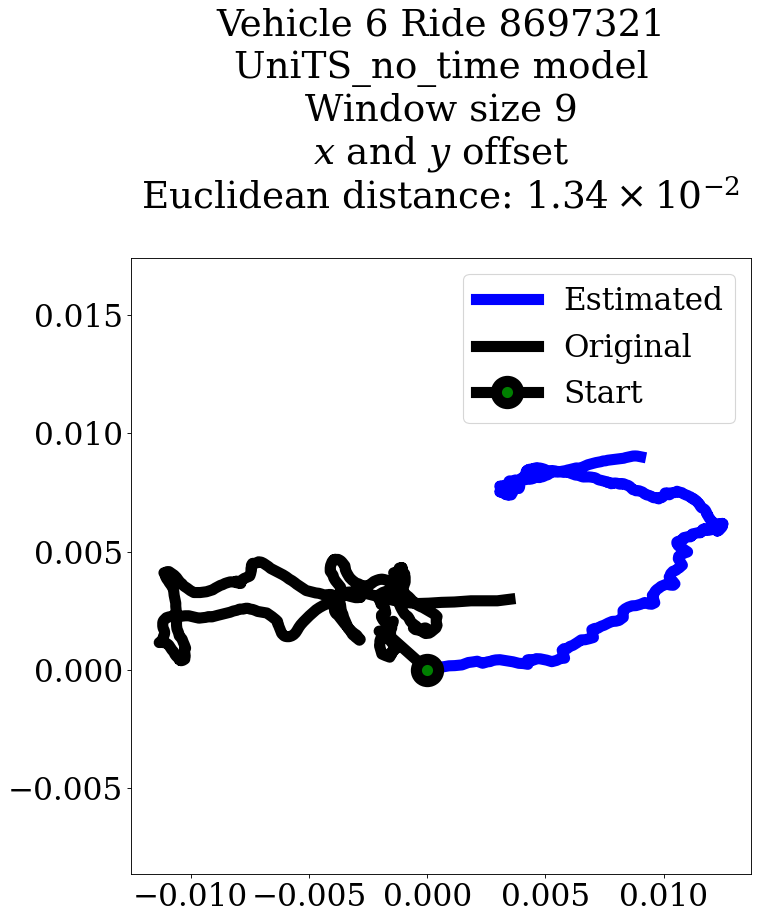 Vehicle 6 Ride 8697321
UniTS_no_time model
Window size 9
x and y offset
Euclidean distance: 1.34 × 10⁻²
Estimated
Original
Start
0.015
0.010
0.005
0.000
−0.005
−0.010 −0.005 0.000 0.005 0.010